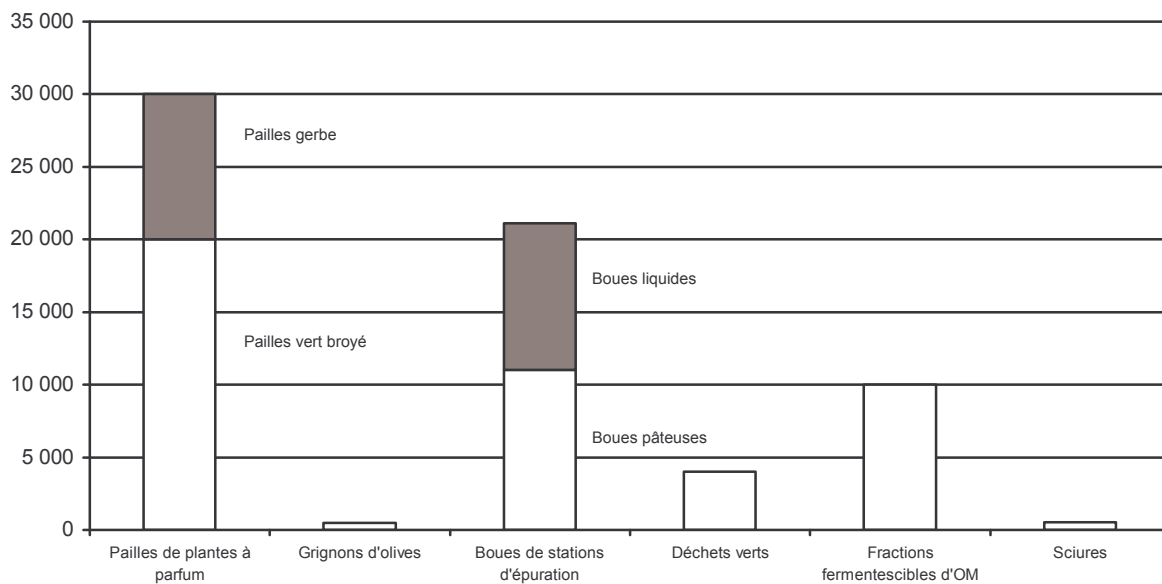 35 000
30 000
Pailles gerbe
25 000
20 000
Boues liquides
15 000
Pailles vert broyé
10 000
Boues pâteuses
5 000
0
Pailles de plantes à
parfum
Grignons d'olives
Boues de stations
d'épuration
Déchets verts
Fractions
fermentescibles d'OM
Sciures